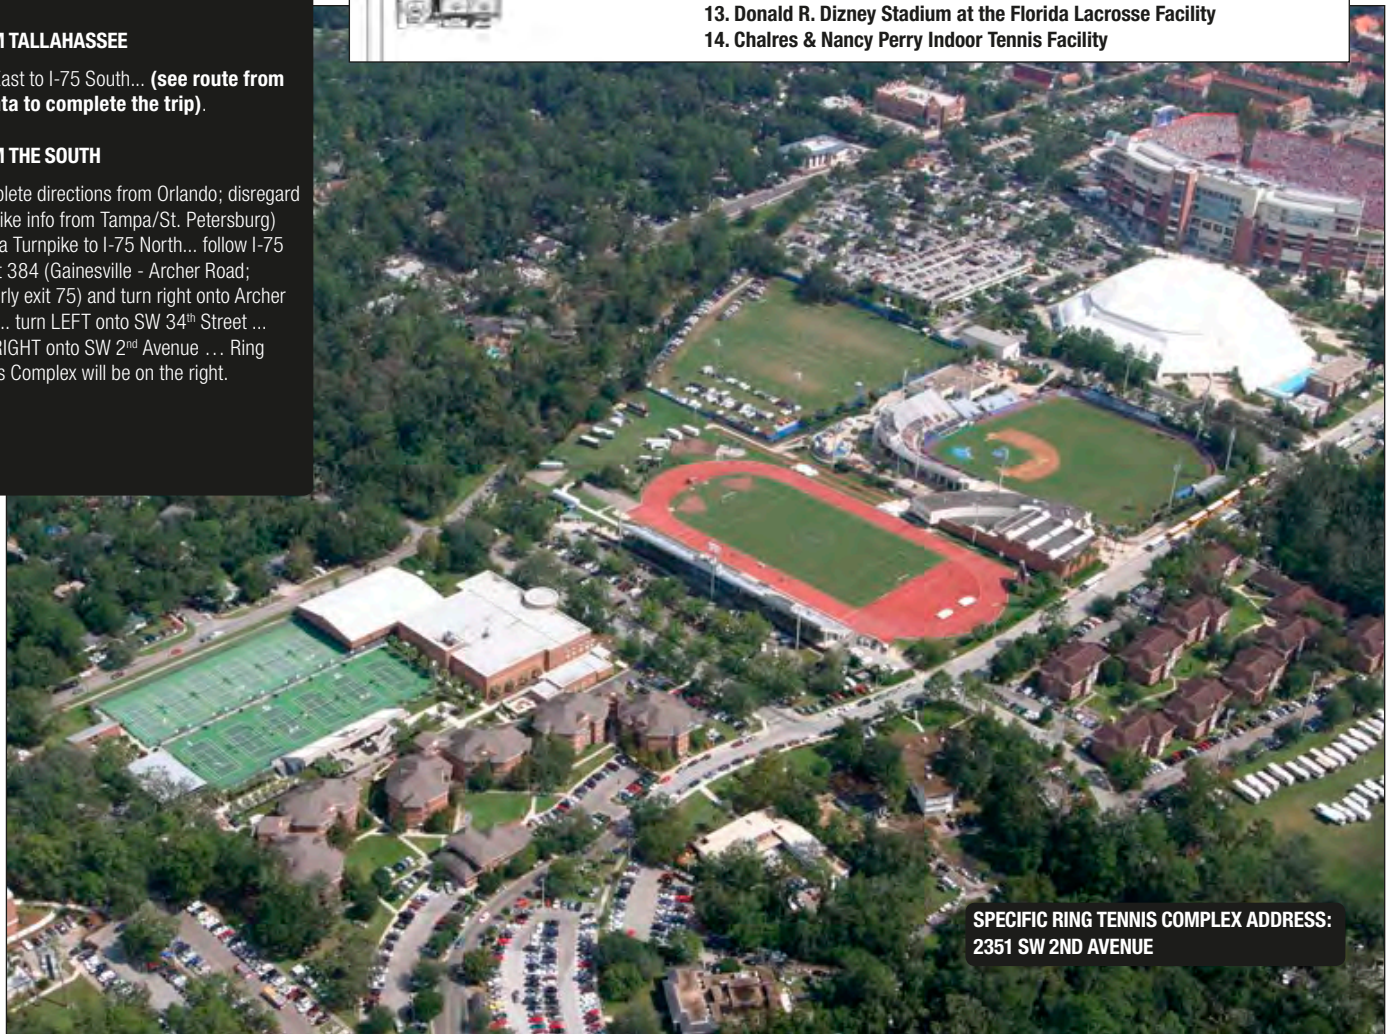 13. Donald R. Dizney Stadium at the Florida Lacrosse Facility
14. Chalres & Nancy Perry Indoor Tennis Facility
M TALLAHASSEE
East to I-75 South... (see route from
ta to complete the trip).
M THE SOUTH
plete directions from Orlando; disregard
ike info from Tampa/St. Petersburg)
a Turnpike to I-75 North... follow I-75
t 384 (Gainesville - Archer Road;
rly exit 75) and turn right onto Archer
... turn LEFT onto SW 34th Street ...
RIGHT onto SW 2nd Avenue … Ring
s Complex will be on the right.
SPECIFIC RING TENNIS COMPLEX ADDRESS:
2351 SW 2ND AVENUE